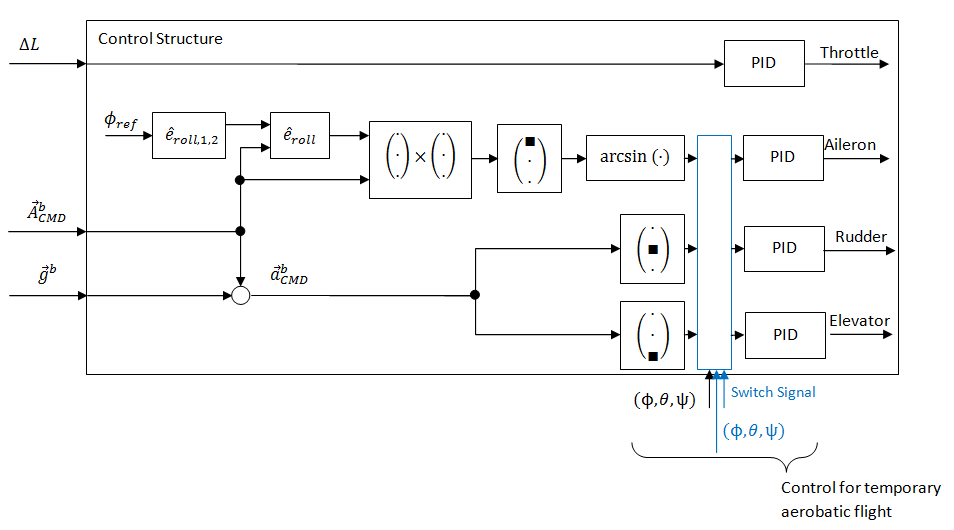 ΔL
Control Structure
PID
Throttle
ϕ_ref
ê_roll,1,2
ê_roll
(⋅ ⋅ ⋅) × (⋅ ⋅ ⋅)
(■ ⋅ ⋅)
arcsin (⋅)
PID
Aileron
A⃗^b_CMD
(⋅ ■ ⋅)
PID
Rudder
g⃗^b
a⃗^b_CMD
(⋅ ⋅ ■)
PID
Elevator
(ϕ,θ,ψ)
Switch Signal
(ϕ,θ,ψ)
Control for temporary
aerobatic flight